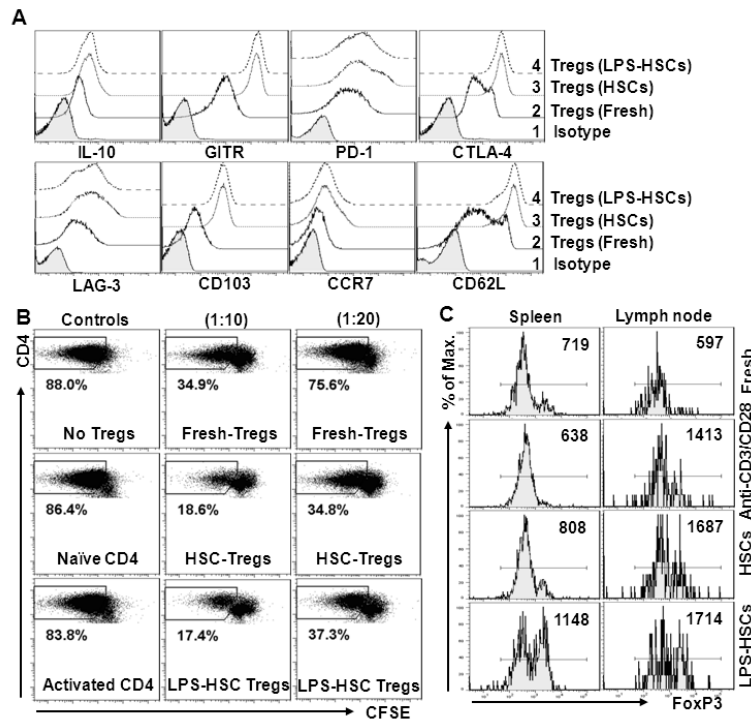 A
4 Tregs (LPS-HSCs)
3 Tregs (HSCs)
2 Tregs (Fresh)
1 Isotype
IL-10 GITR PD-1 CTLA-4
4 Tregs (LPS-HSCs)
3 Tregs (HSCs)
2 Tregs (Fresh)
1 Isotype
LAG-3 CD103 CCR7 CD62L
B
Controls (1:10) (1:20)
CD4
88.0% 34.9% 75.6%
No Tregs Fresh-Tregs Fresh-Tregs
86.4% 18.6% 34.8%
Naïve CD4 HSC-Tregs HSC-Tregs
83.8% 17.4% 37.3%
Activated CD4 LPS-HSC Tregs LPS-HSC Tregs
CFSE
C
Spleen Lymph node
% of Max.
719 597
Fresh
638 1413
Anti-CD3/CD28
808 1687
HSCs
1148 1714
LPS-HSCs
FoxP3